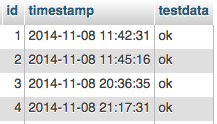 id timestamp testdata
1 2014-11-08 11:42:31 ok
2 2014-11-08 11:45:16 ok
3 2014-11-08 20:36:35 ok
4 2014-11-08 21:17:31 ok